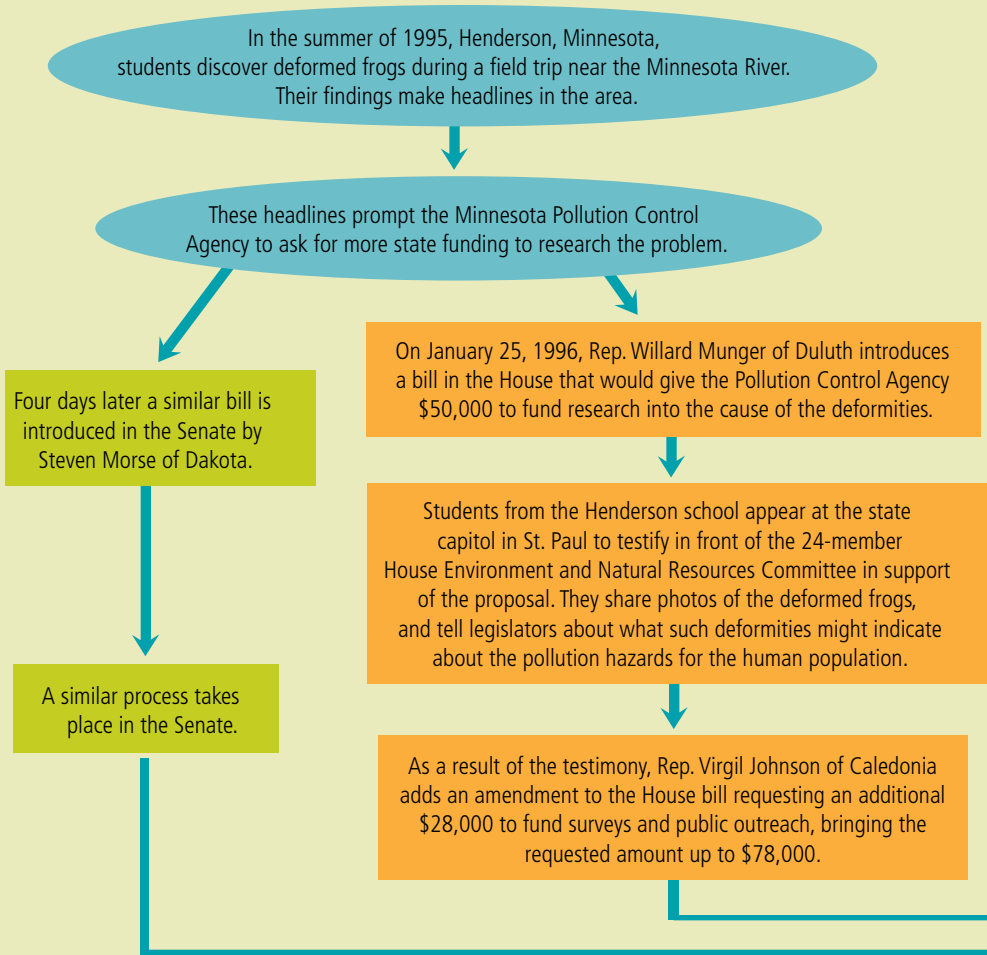 In the summer of 1995, Henderson, Minnesota,
students discover deformed frogs during a field trip near the Minnesota River.
Their findings make headlines in the area.
These headlines prompt the Minnesota Pollution Control
Agency to ask for more state funding to research the problem.
Four days later a similar bill is
introduced in the Senate by
Steven Morse of Dakota.
A similar process takes
place in the Senate.
On January 25, 1996, Rep. Willard Munger of Duluth introduces
a bill in the House that would give the Pollution Control Agency
$50,000 to fund research into the cause of the deformities.
Students from the Henderson school appear at the state
capitol in St. Paul to testify in front of the 24-member
House Environment and Natural Resources Committee in support
of the proposal. They share photos of the deformed frogs,
and tell legislators about what such deformities might indicate
about the pollution hazards for the human population.
As a result of the testimony, Rep. Virgil Johnson of Caledonia
adds an amendment to the House bill requesting an additional
$28,000 to fund surveys and public outreach, bringing the
requested amount up to $78,000.